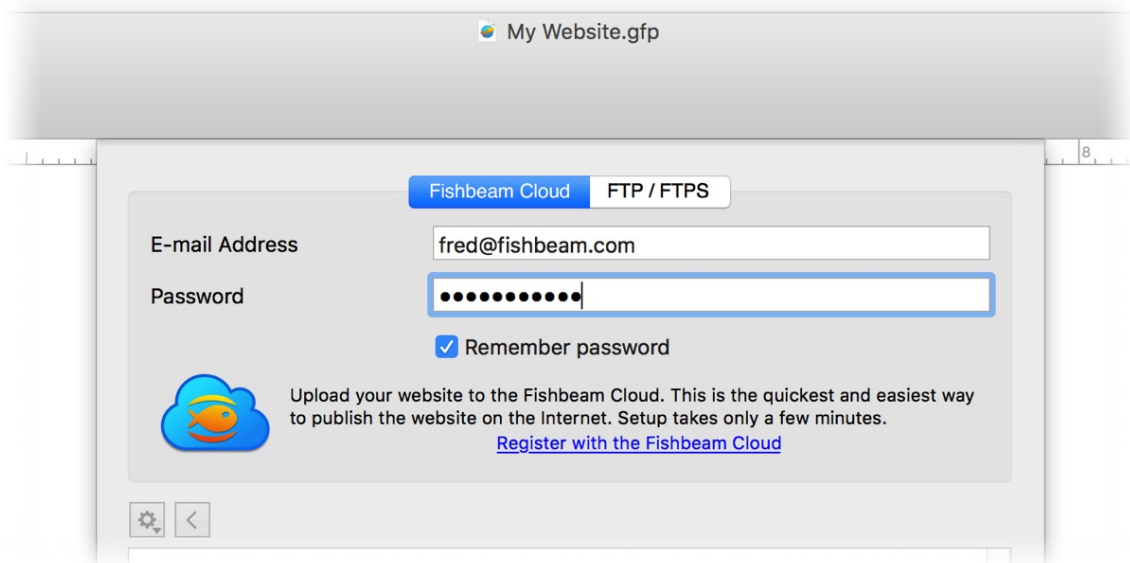 My Website.gfp
8
Fishbeam Cloud FTP / FTPS
E-mail Address fred@fishbeam.com
Password •••••••••••
Remember password
Upload your website to the Fishbeam Cloud. This is the quickest and easiest way
to publish the website on the Internet. Setup takes only a few minutes.
Register with the Fishbeam Cloud